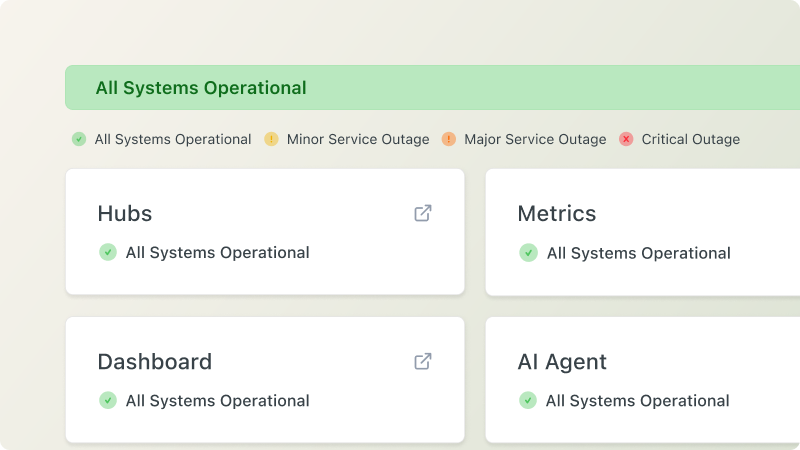 All Systems Operational
All Systems Operational Minor Service Outage Major Service Outage Critical Outage
Hubs
All Systems Operational
Metrics
All Systems Operational
Dashboard
All Systems Operational
AI Agent
All Systems Operational